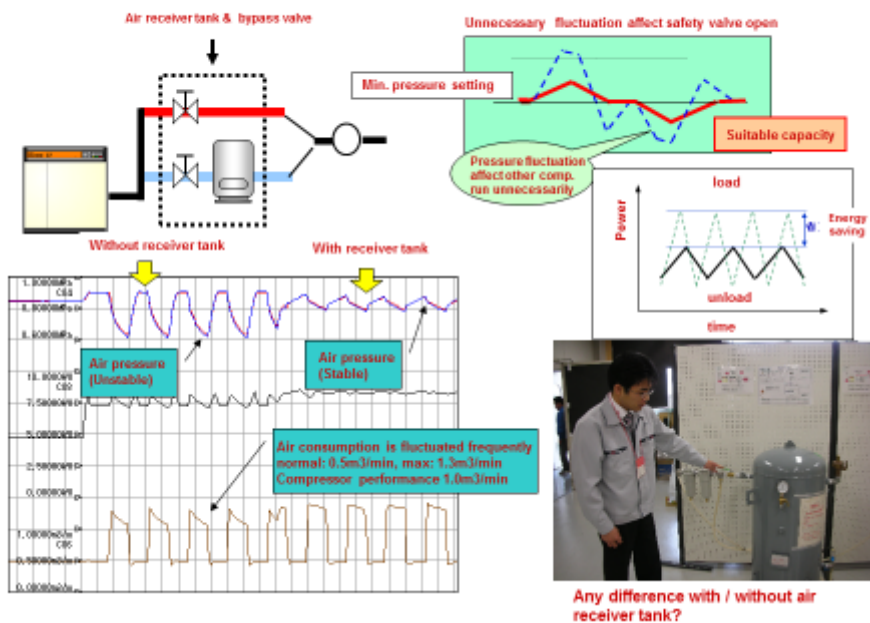 Air receiver tank & bypass valve
Unnecessary fluctuation affect safety valve open
Min. pressure setting
Suitable capacity
Pressure fluctuation
affect other comp.
run unnecessarily
load
Power
Energy
saving
unload
time
Without receiver tank
With receiver tank
Air pressure
(Unstable)
Air pressure
(Stable)
Air consumption is fluctuated frequently
normal: 0.5m3/min, max: 1.3m3/min
Compressor performance 1.0m3/min
Any difference with / without air
receiver tank?